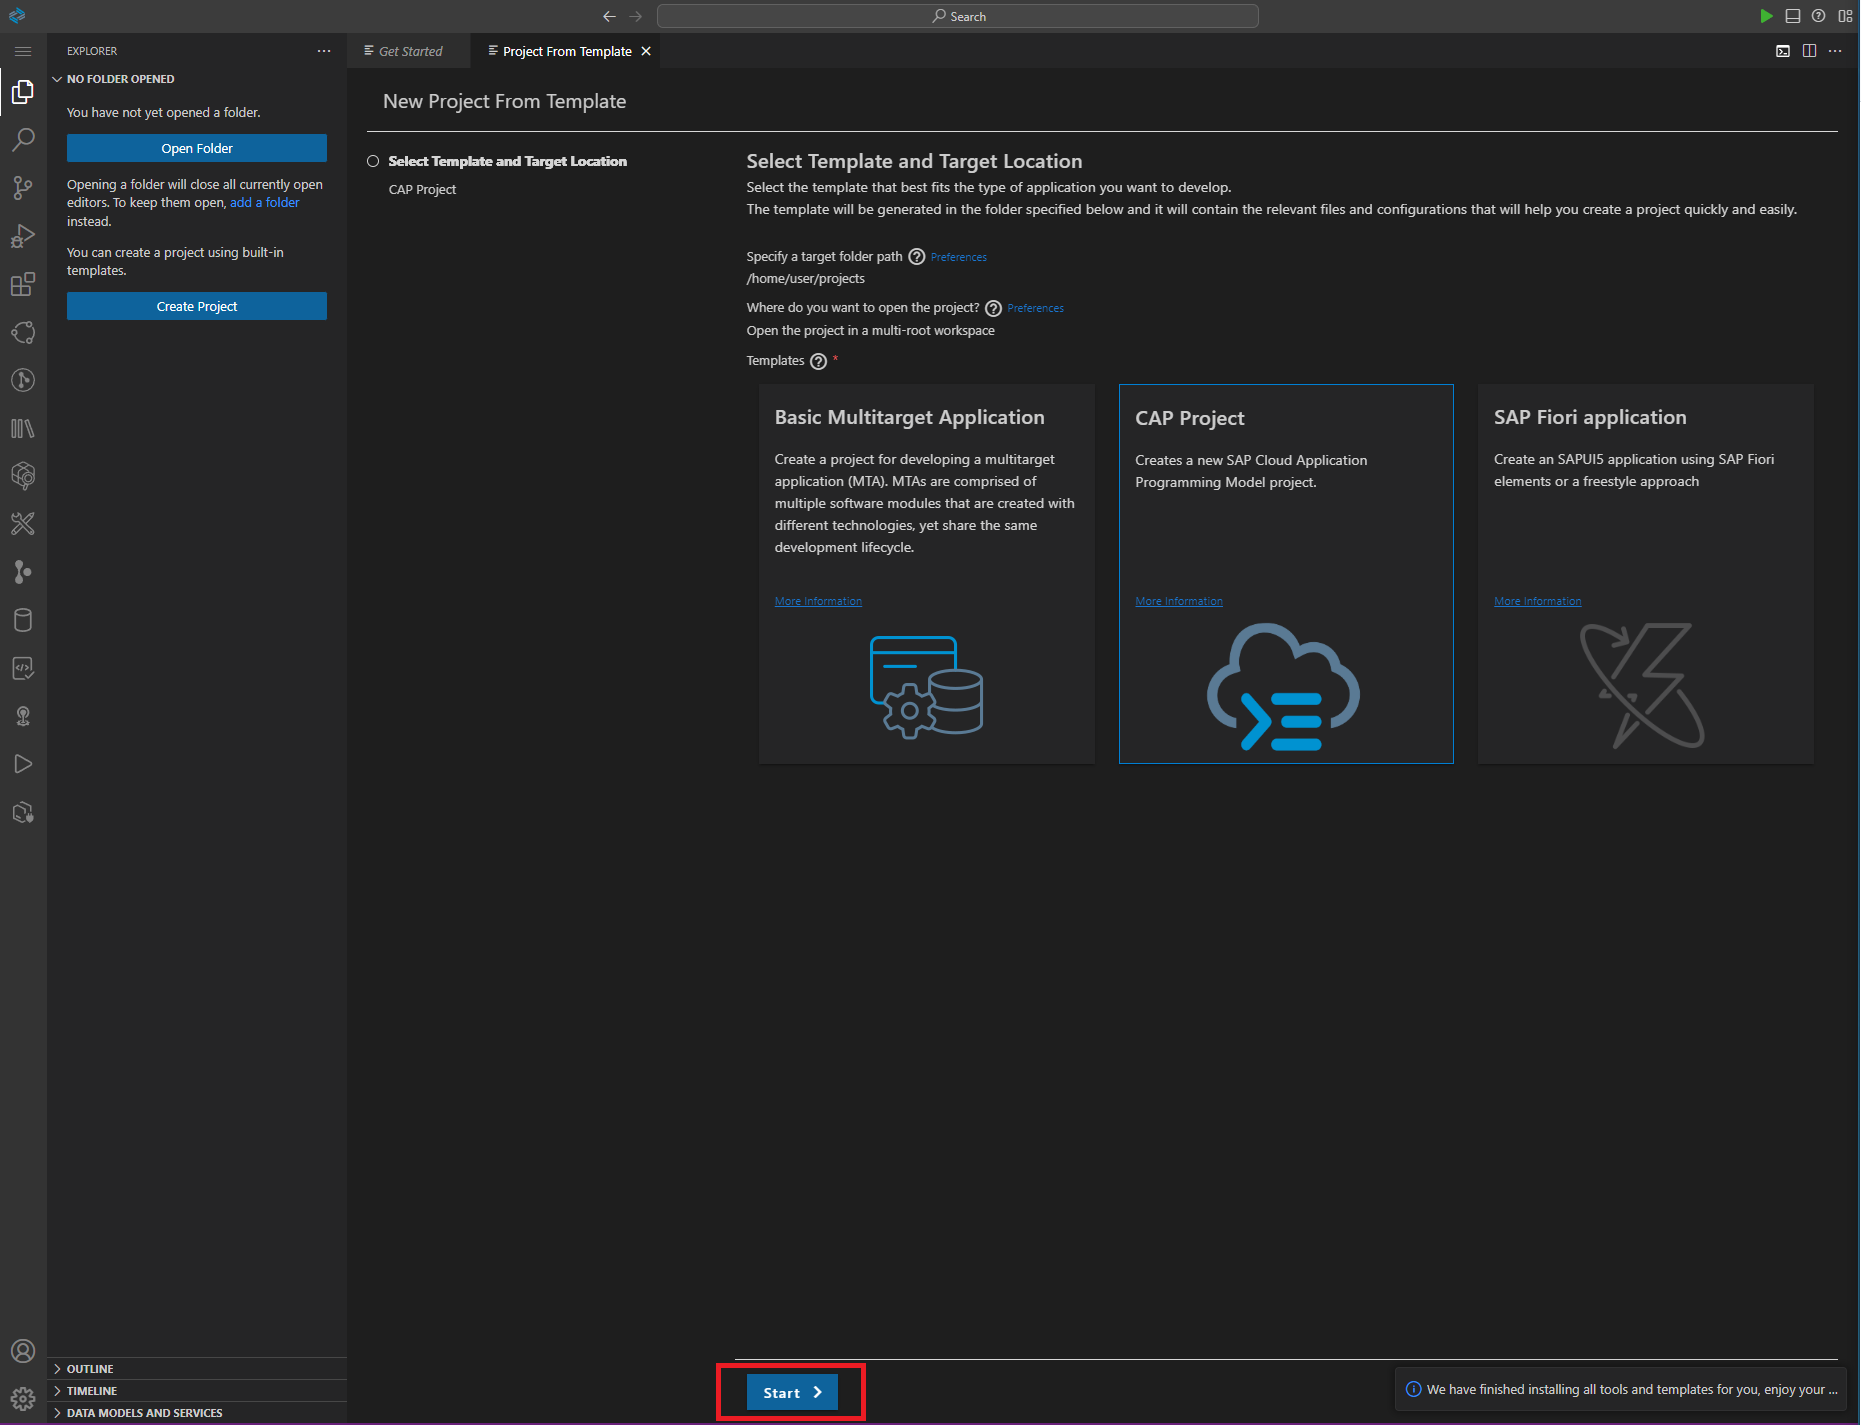 Search
EXPLORER
NO FOLDER OPENED
You have not yet opened a folder.
Open Folder
Opening a folder will close all currently open
editors. To keep them open, add a folder
instead.
You can create a project using built-in
templates.
Create Project
Get Started
Project From Template
New Project From Template
Select Template and Target Location
CAP Project
Select Template and Target Location
Select the template that best fits the type of application you want to develop.
The template will be generated in the folder specified below and it will contain the relevant files and configurations that will help you create a project quickly and easily.
Specify a target folder path Preferences
/home/user/projects
Where do you want to open the project? Preferences
Open the project in a multi-root workspace
Templates *
Basic Multitarget Application
Create a project for developing a multitarget
application (MTA). MTAs are comprised of
multiple software modules that are created with
different technologies, yet share the same
development lifecycle.
More Information
CAP Project
Creates a new SAP Cloud Application
Programming Model project.
More Information
SAP Fiori application
Create an SAPUI5 application using SAP Fiori
elements or a freestyle approach
More Information
OUTLINE
TIMELINE
DATA MODELS AND SERVICES
Start
We have finished installing all tools and templates for you, enjoy your ...